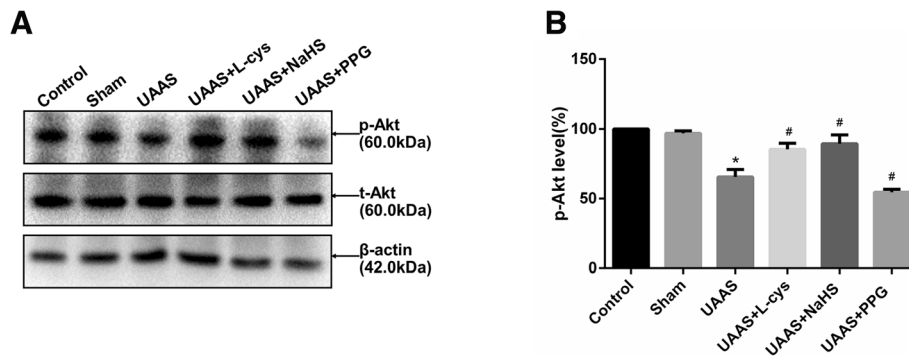 A
Control
Sham
UAAS
UAAS+L-cys
UAAS+NaHS
UAAS+PPG
p-Akt
(60.0kDa)
t-Akt
(60.0kDa)
β-actin
(42.0kDa)
B
p-Akt level(%)
150
100
50
0
*
#
#
#
Control
Sham
UAAS
UAAS+L-cys
UAAS+NaHS
UAAS+PPG